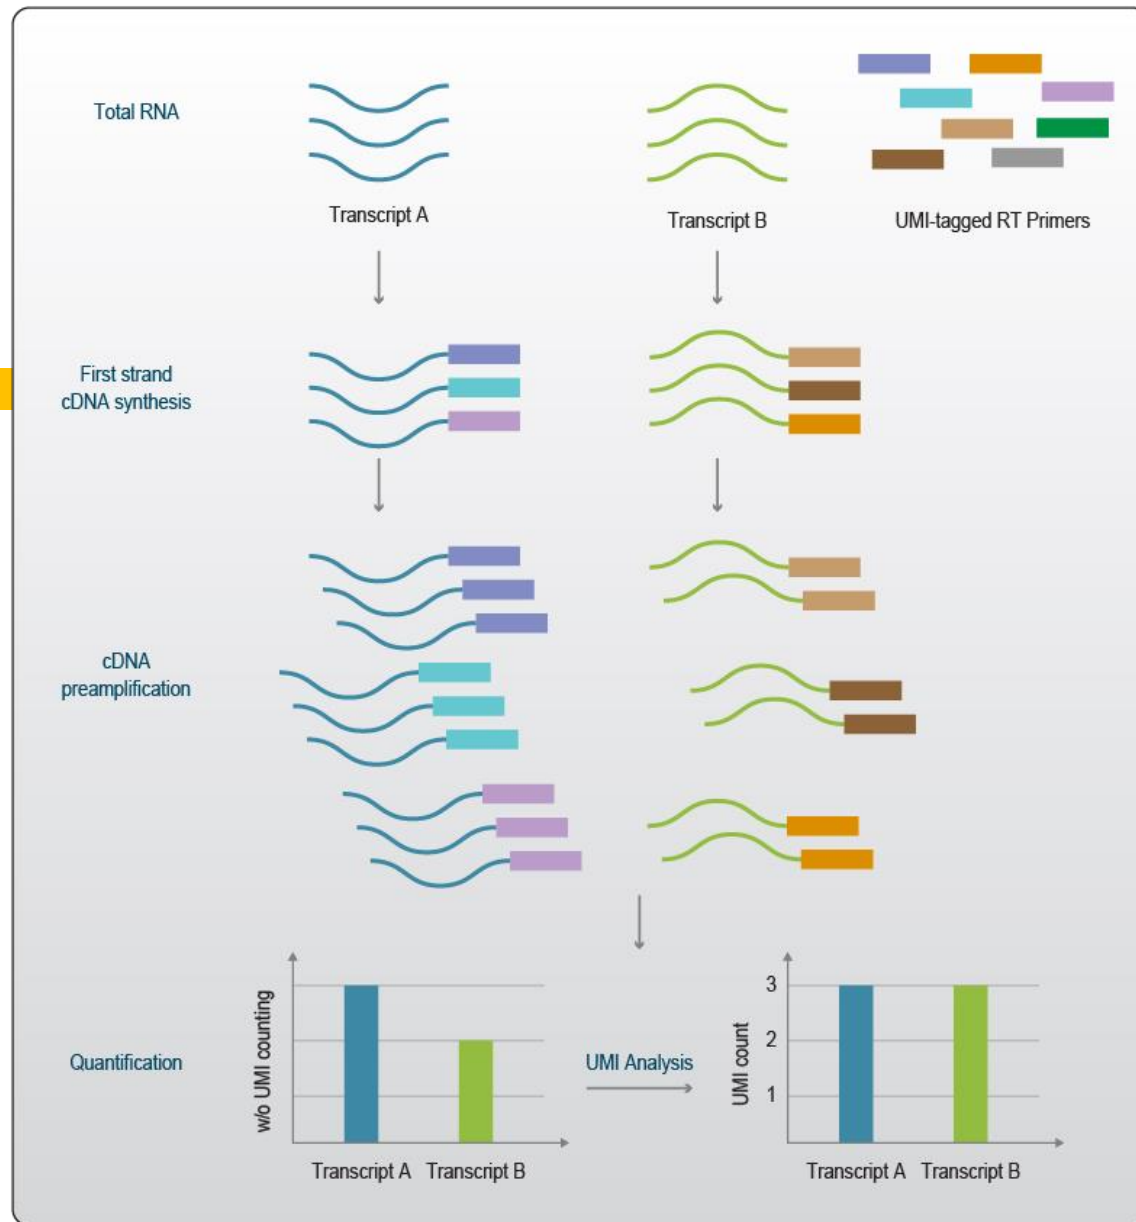 Total RNA
Transcript A
Transcript B
UMI-tagged RT Primers
First strand
cDNA synthesis
cDNA
preamplification
Quantification
w/o UMI counting
Transcript A
Transcript B
UMI Analysis
UMI count
3
2
1
Transcript A
Transcript B